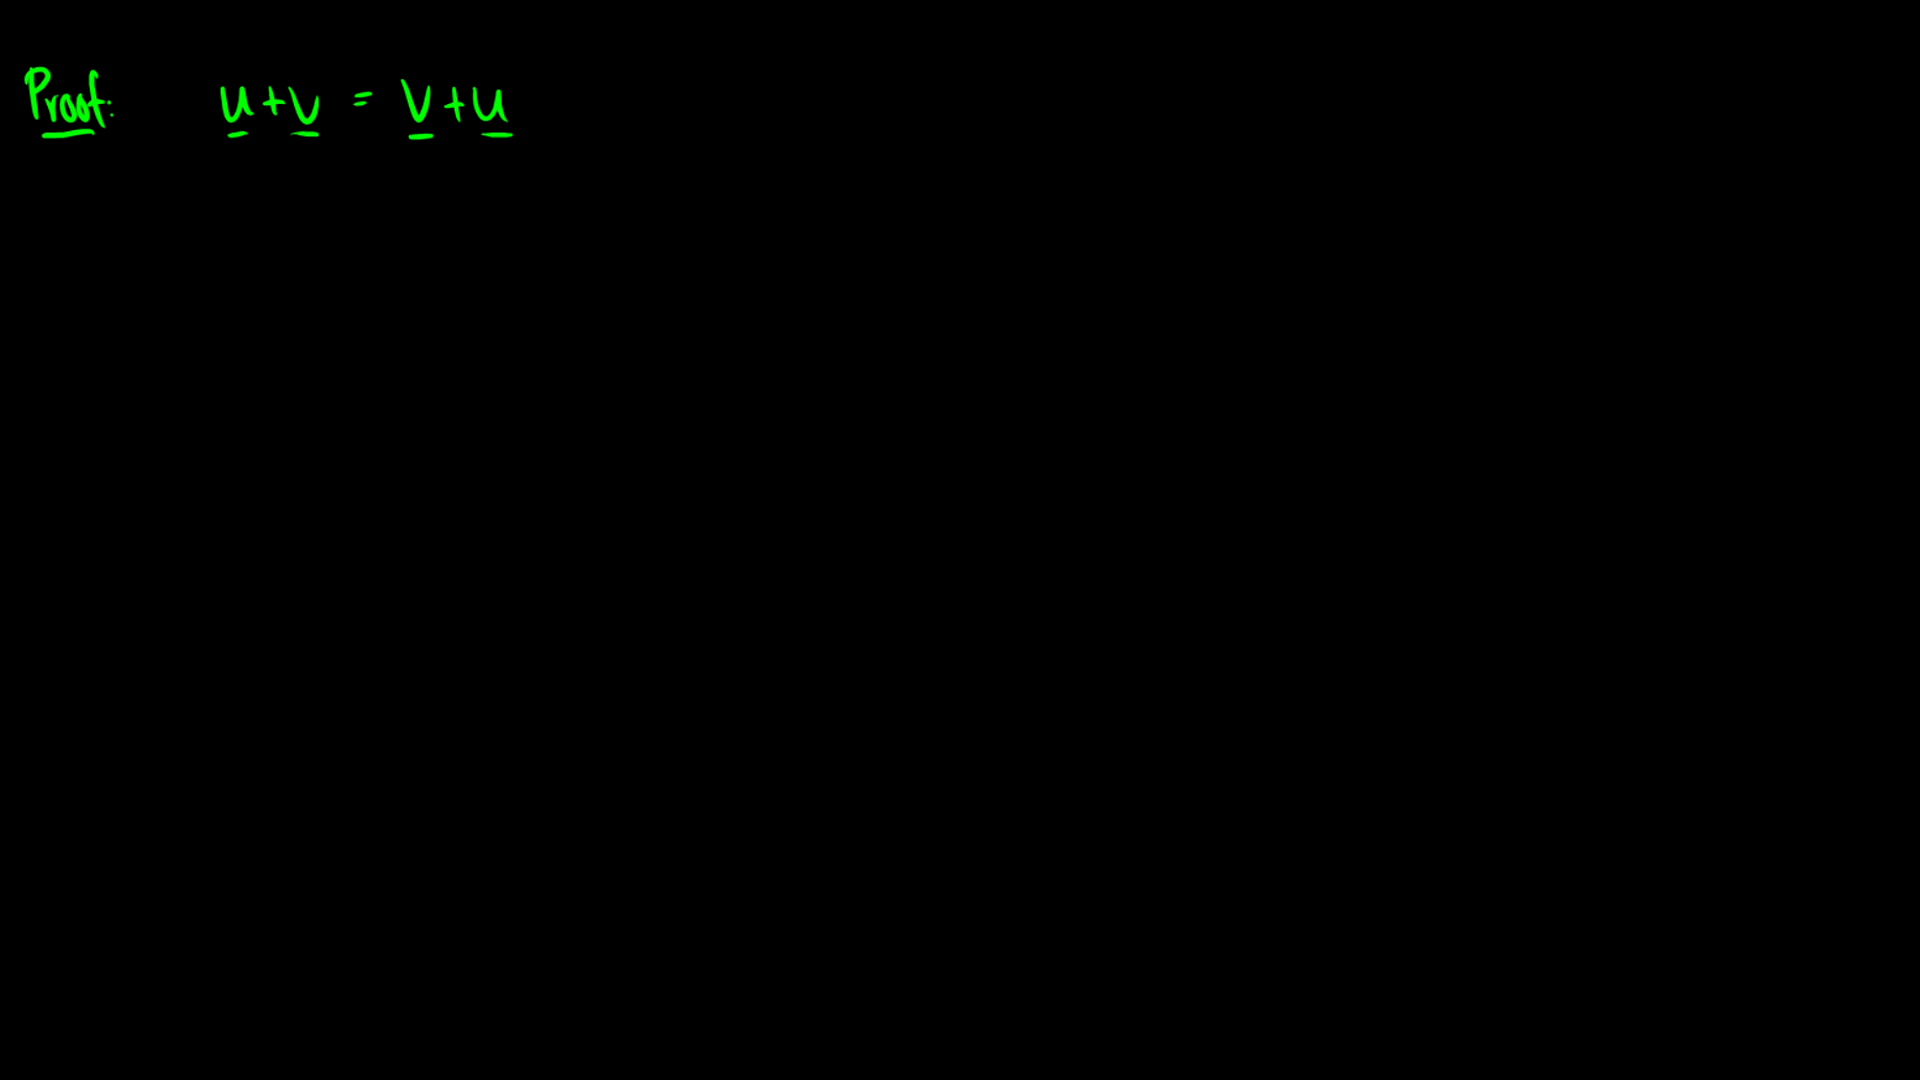 Proof: u + v = v + u